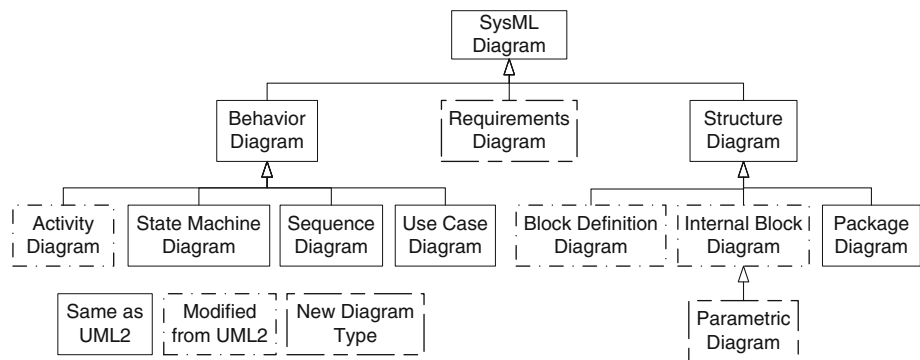 SysML
Diagram
Behavior
Diagram
Requirements
Diagram
Structure
Diagram
Activity
Diagram
State Machine
Diagram
Sequence
Diagram
Use Case
Diagram
Block Definition
Diagram
Internal Block
Diagram
Package
Diagram
Same as
UML2
Modified
from UML2
New Diagram
Type
Parametric
Diagram